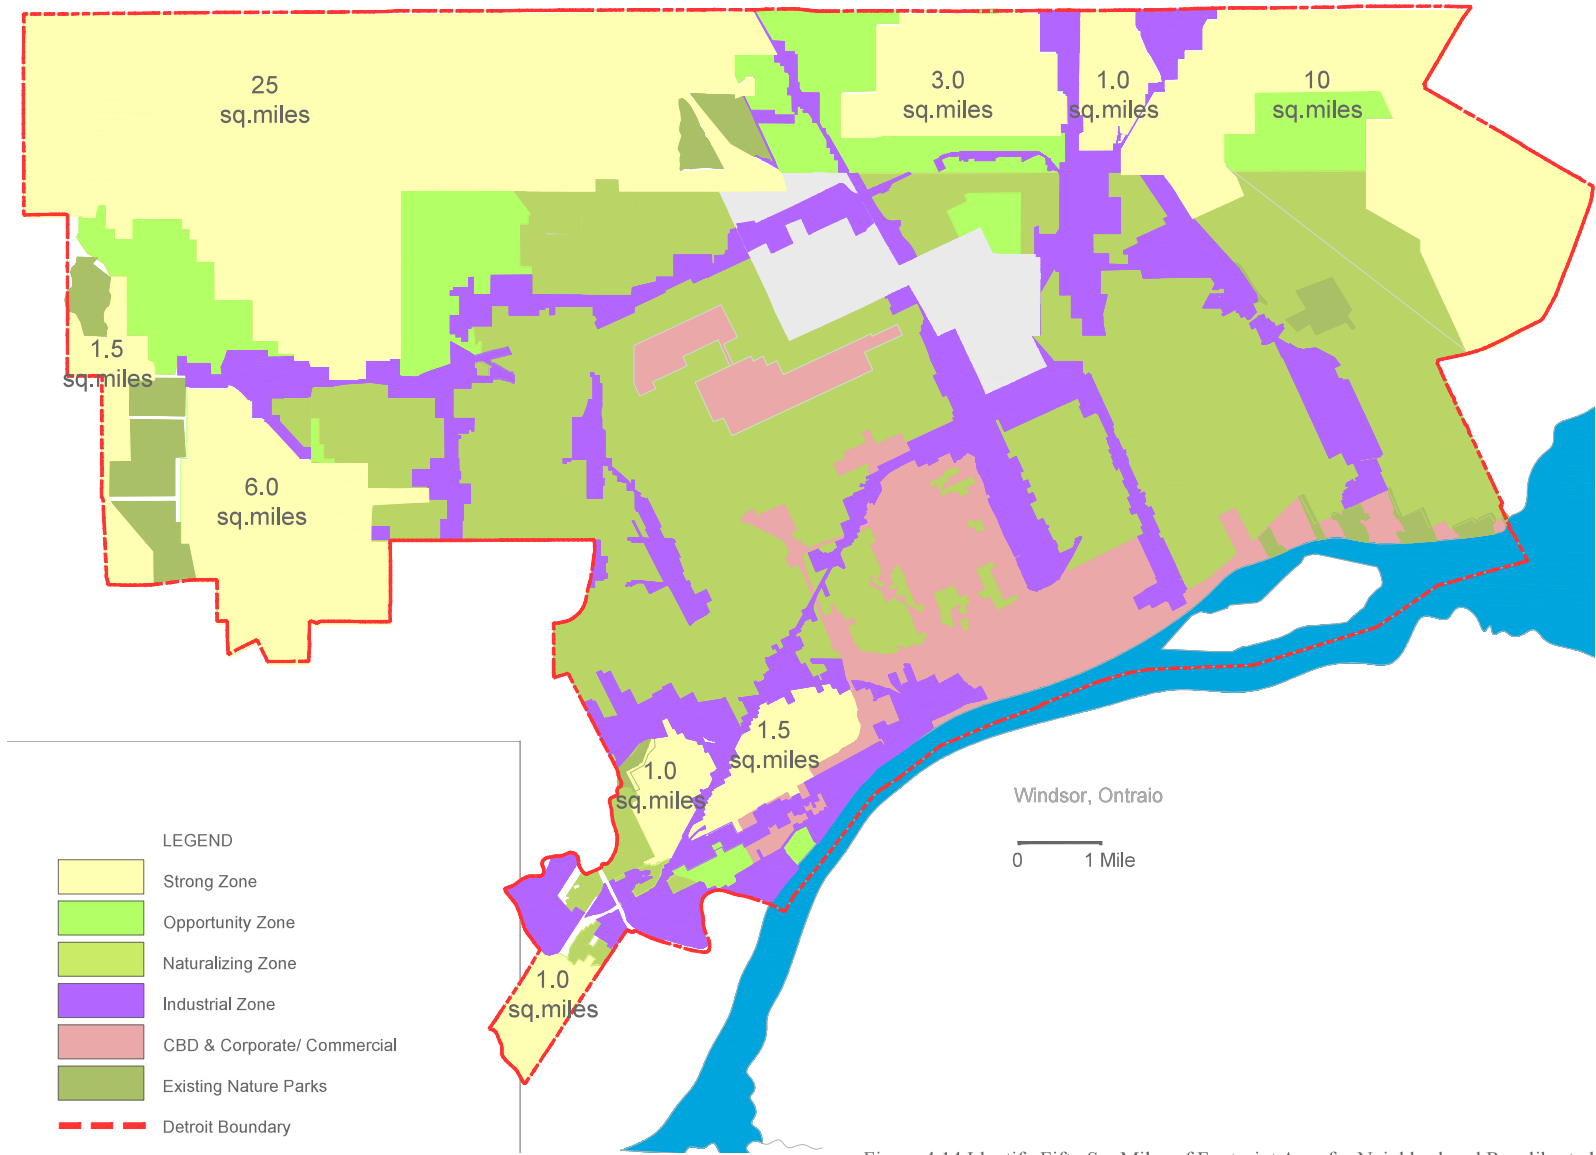 25
sq.miles
3.0
sq.miles
1.0
sq.miles
10
sq.miles
1.5
sq.miles
6.0
sq.miles
1.5
sq.miles
1.0
sq.miles
1.0
sq.miles
Windsor, Ontraio
0 1 Mile
LEGEND
Strong Zone
Opportunity Zone
Naturalizing Zone
Industrial Zone
CBD & Corporate/ Commercial
Existing Nature Parks
Detroit Boundary